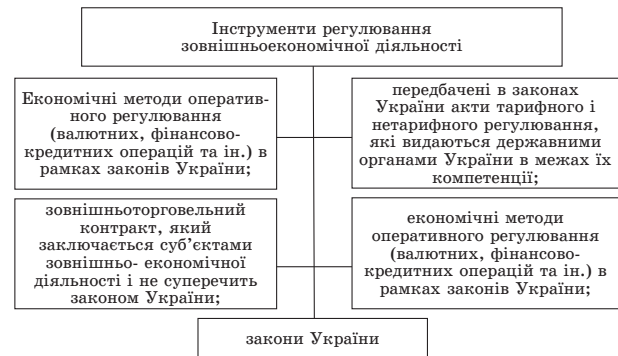 Інструменти регулювання
зовнішньоекономічної діяльності
Економічні методи оператив-
ного регулювання
(валютних, фінансово-
кредитних операцій та ін.) в
рамках законів України;
передбачені в законах
України акти тарифного і
нетарифного регулювання,
які видаються державними
органами України в межах їх
компетенції;
зовнішньоторговельний
контракт, який
заключається суб’єктами
зовнішньо- економічної
діяльності і не суперечить
законом України;
економічні методи
оперативного регулювання
(валютних, фінансово-
кредитних операцій та ін.) в
рамках законів України;
закони України